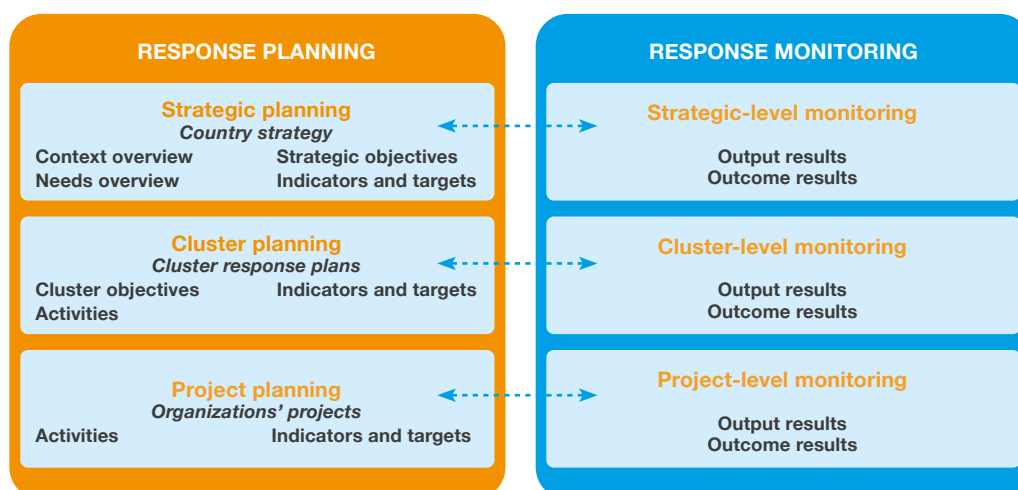 RESPONSE PLANNING
Strategic planning
Country strategy
Context overview Strategic objectives
Needs overview Indicators and targets
Cluster planning
Cluster response plans
Cluster objectives Indicators and targets
Activities
Project planning
Organizations’ projects
Activities Indicators and targets
RESPONSE MONITORING
Strategic-level monitoring
Output results
Outcome results
Cluster-level monitoring
Output results
Outcome results
Project-level monitoring
Output results
Outcome results